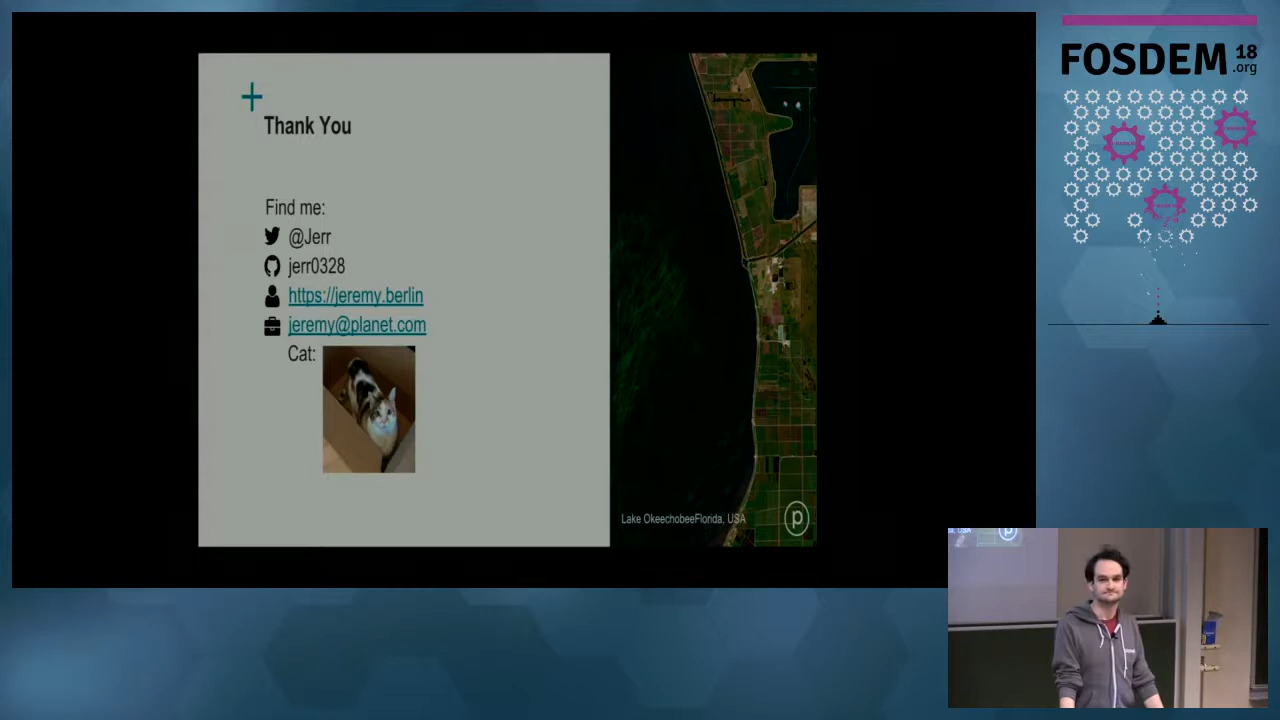 Thank You
Find me:
@Jerr
jerr0328
https://jeremy.berlin
jeremy@planet.com
Cat:
Lake OkeechobeeFlorida, USA
p
FOSDEM 18
.org